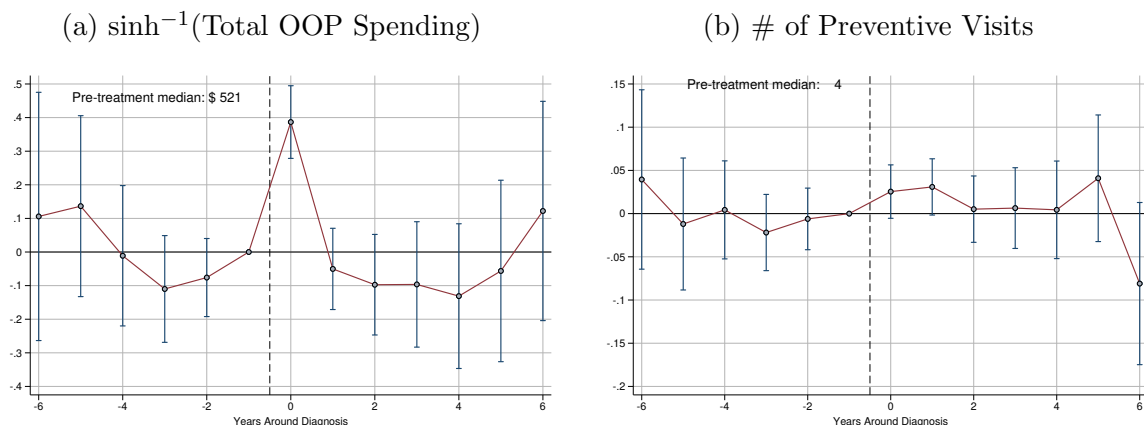 (a) sinh⁻¹(Total OOP Spending)
Pre-treatment median: $ 521
.5
.4
.3
.2
.1
0
-.1
-.2
-.3
-.4
-6 -4 -2 0 2 4 6
Years Around Diagnosis
(b) # of Preventive Visits
Pre-treatment median: 4
.15
.1
.05
0
-.05
-.1
-.15
-.2
-6 -4 -2 0 2 4 6
Years Around Diagnosis